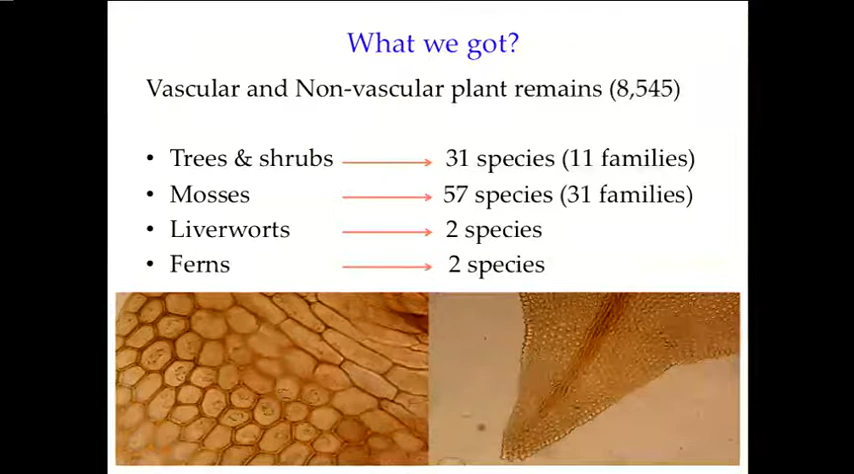 What we got?
Vascular and Non-vascular plant remains (8,545)
• Trees & shrubs → 31 species (11 families)
• Mosses → 57 species (31 families)
• Liverworts → 2 species
• Ferns → 2 species